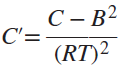 C′ = (C − B²) / (RT)²